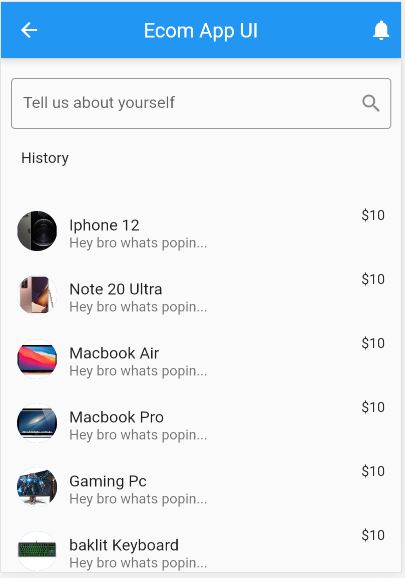 Ecom App UI
Tell us about yourself
History
Iphone 12
$10
Hey bro whats popin...
Note 20 Ultra
$10
Hey bro whats popin...
Macbook Air
$10
Hey bro whats popin...
Macbook Pro
$10
Hey bro whats popin...
Gaming Pc
$10
Hey bro whats popin...
baklit Keyboard
$10
Hey bro whats popin...